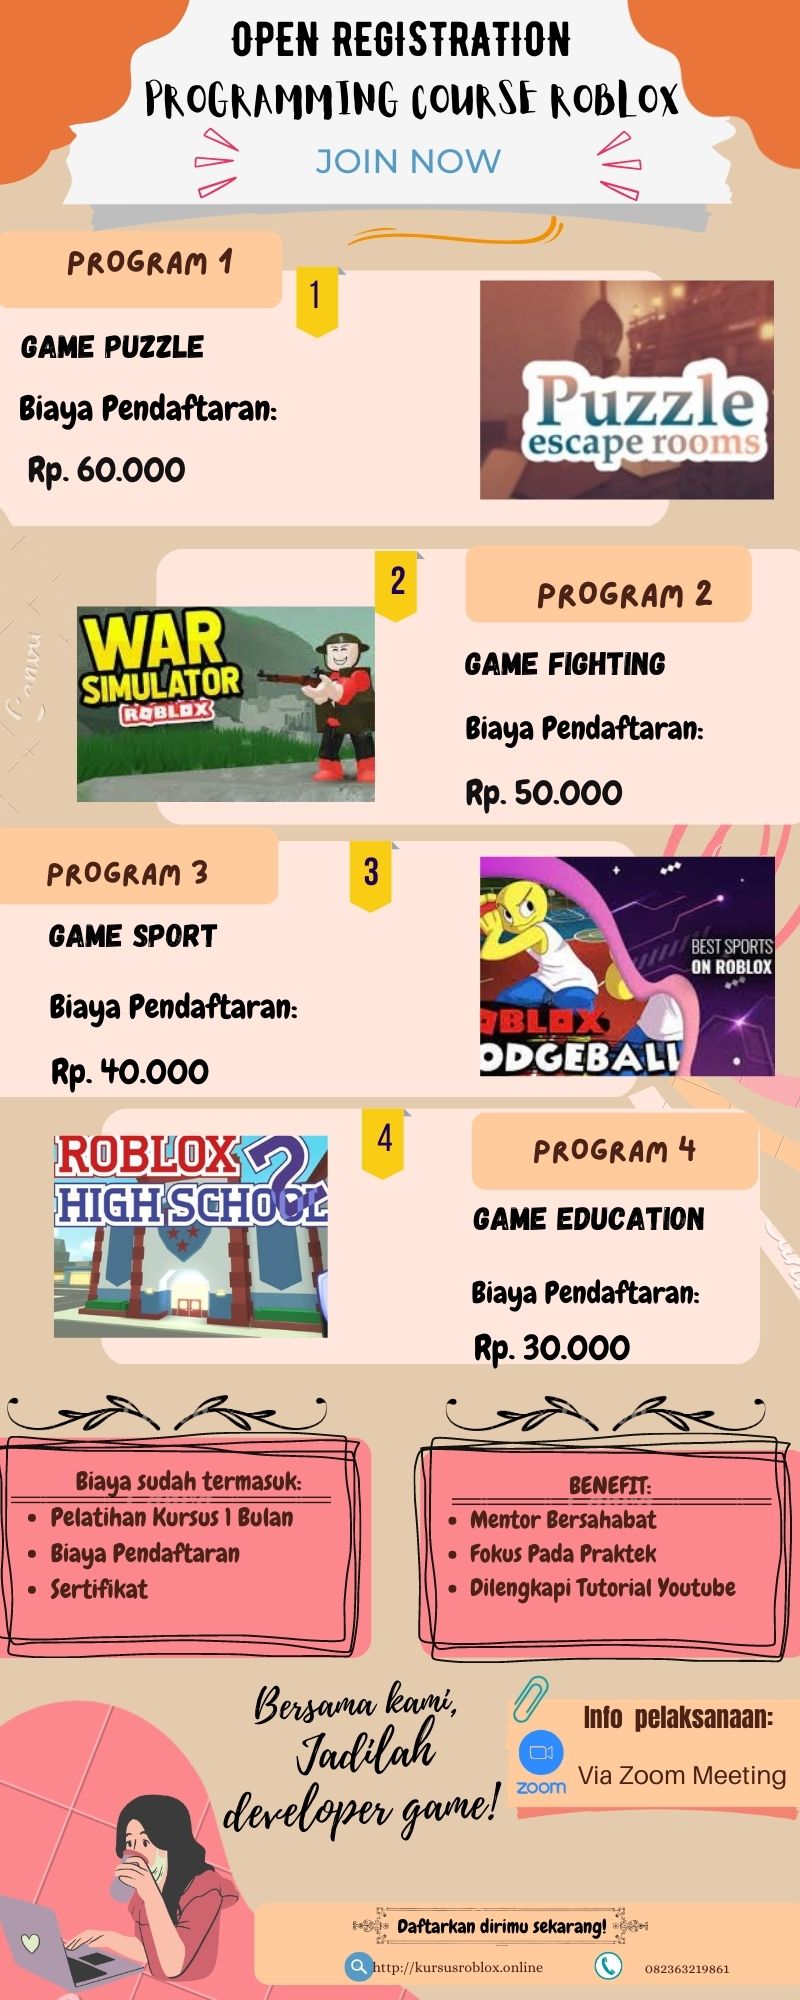 OPEN REGISTRATION
PROGRAMMING COURSE ROBLOX
JOIN NOW
PROGRAM 1
1
GAME PUZZLE
Biaya Pendaftaran:
Rp. 60.000
Puzzle
escape rooms
2
PROGRAM 2
WAR
SIMULATOR
ROBLOX
GAME FIGHTING
Biaya Pendaftaran:
Rp. 50.000
Canva
PROGRAM 3
3
GAME SPORT
Biaya Pendaftaran:
Rp. 40.000
BEST SPORTS
ON ROBLOX
OBLOX
ODGEBALL
4
PROGRAM 4
ROBLOX 2
HIGH SCHOOL
GAME EDUCATION
Biaya Pendaftaran:
Rp. 30.000
Biaya sudah termasuk:
• Pelatihan Kursus 1 Bulan
• Biaya Pendaftaran
• Sertifikat
BENEFIT:
• Mentor Bersahabat
• Fokus Pada Praktek
• Dilengkapi Tutorial Youtube
Bersama kami,
Jadilah
developer game!
Info pelaksanaan:
zoom
Via Zoom Meeting
Daftarkan dirimu sekarang!
http://kursusroblox.online
082363219861